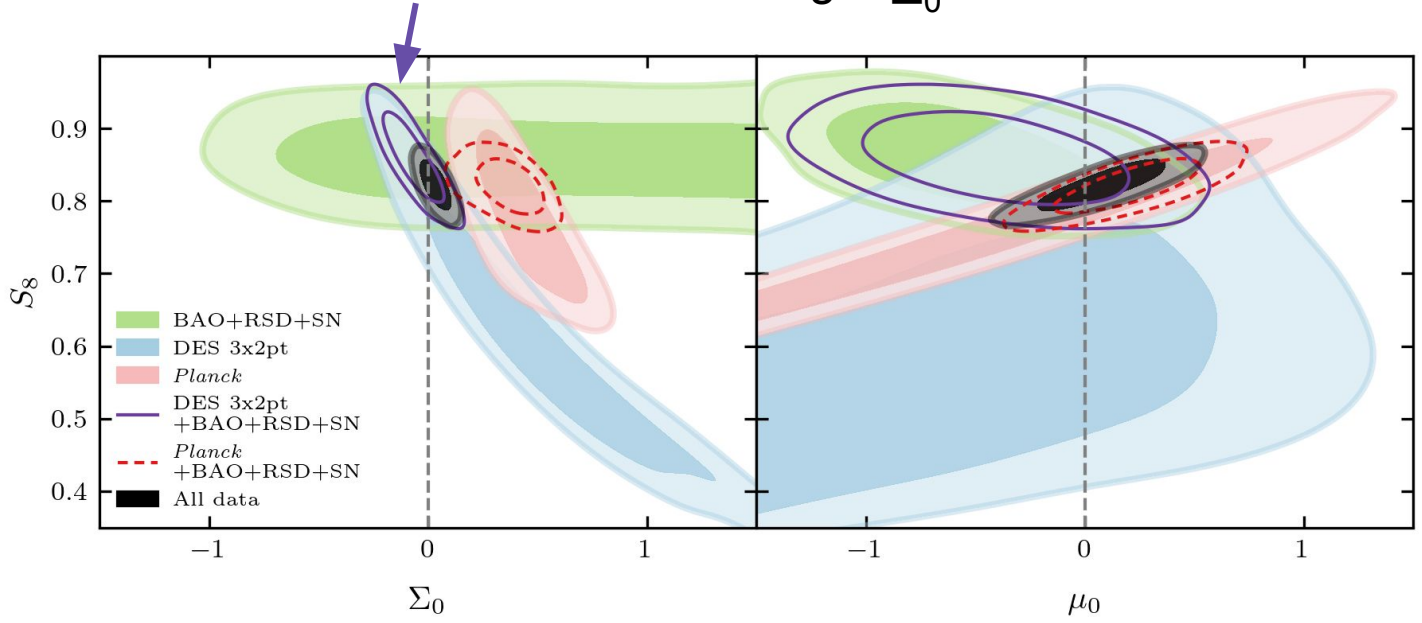 Σ₀
0.9
0.8
0.7
0.6
0.5
0.4
S₈
BAO+RSD+SN
DES 3x2pt
Planck
DES 3x2pt
+BAO+RSD+SN
Planck
+BAO+RSD+SN
All data
−1 0 1 −1 0 1
Σ₀ μ₀